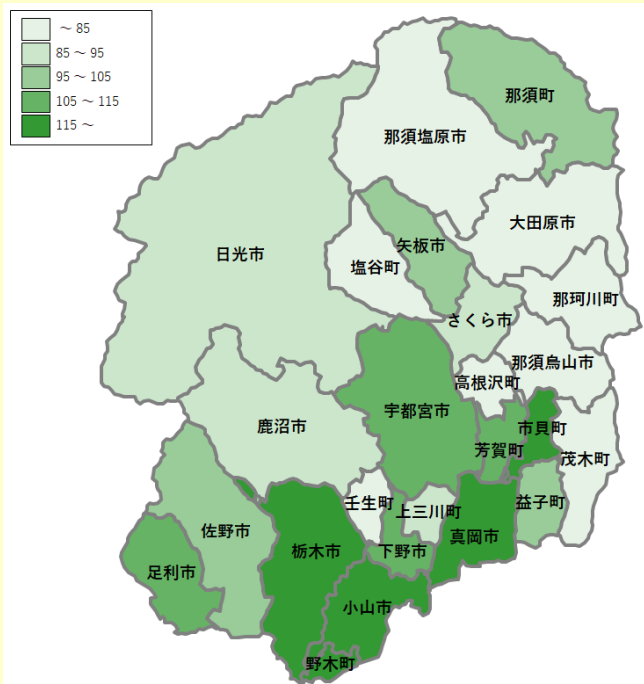 ～ 85
85 ～ 95
95 ～ 105
105 ～ 115
115 ～
那須町
那須塩原市
大田原市
矢板市
日光市
塩谷町
那珂川町
さくら市
那須烏山市
高根沢町
宇都宮市
市貝町
鹿沼市
芳賀町
茂木町
壬生町
上三川町
益子町
佐野市
真岡市
栃木市
下野市
足利市
小山市
野木町